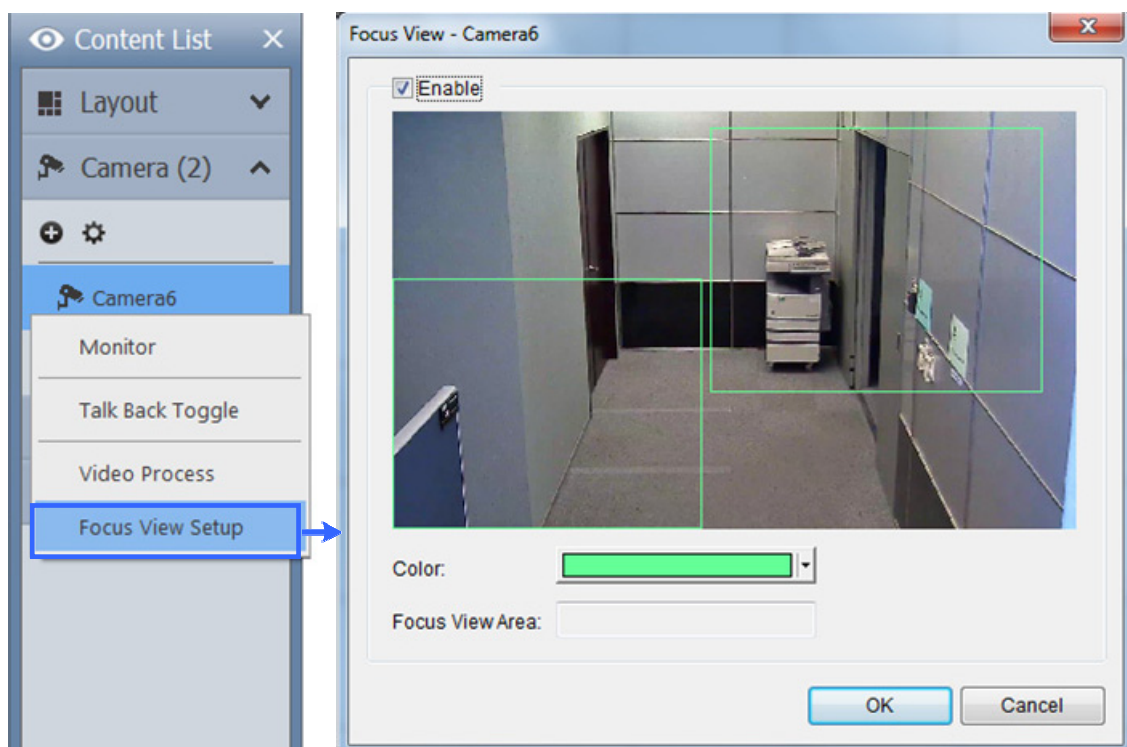 Content List
Layout
Camera (2)
Camera6
Monitor
Talk Back Toggle
Video Process
Focus View Setup
Focus View - Camera6
Enable
Color:
Focus View Area:
OK
Cancel